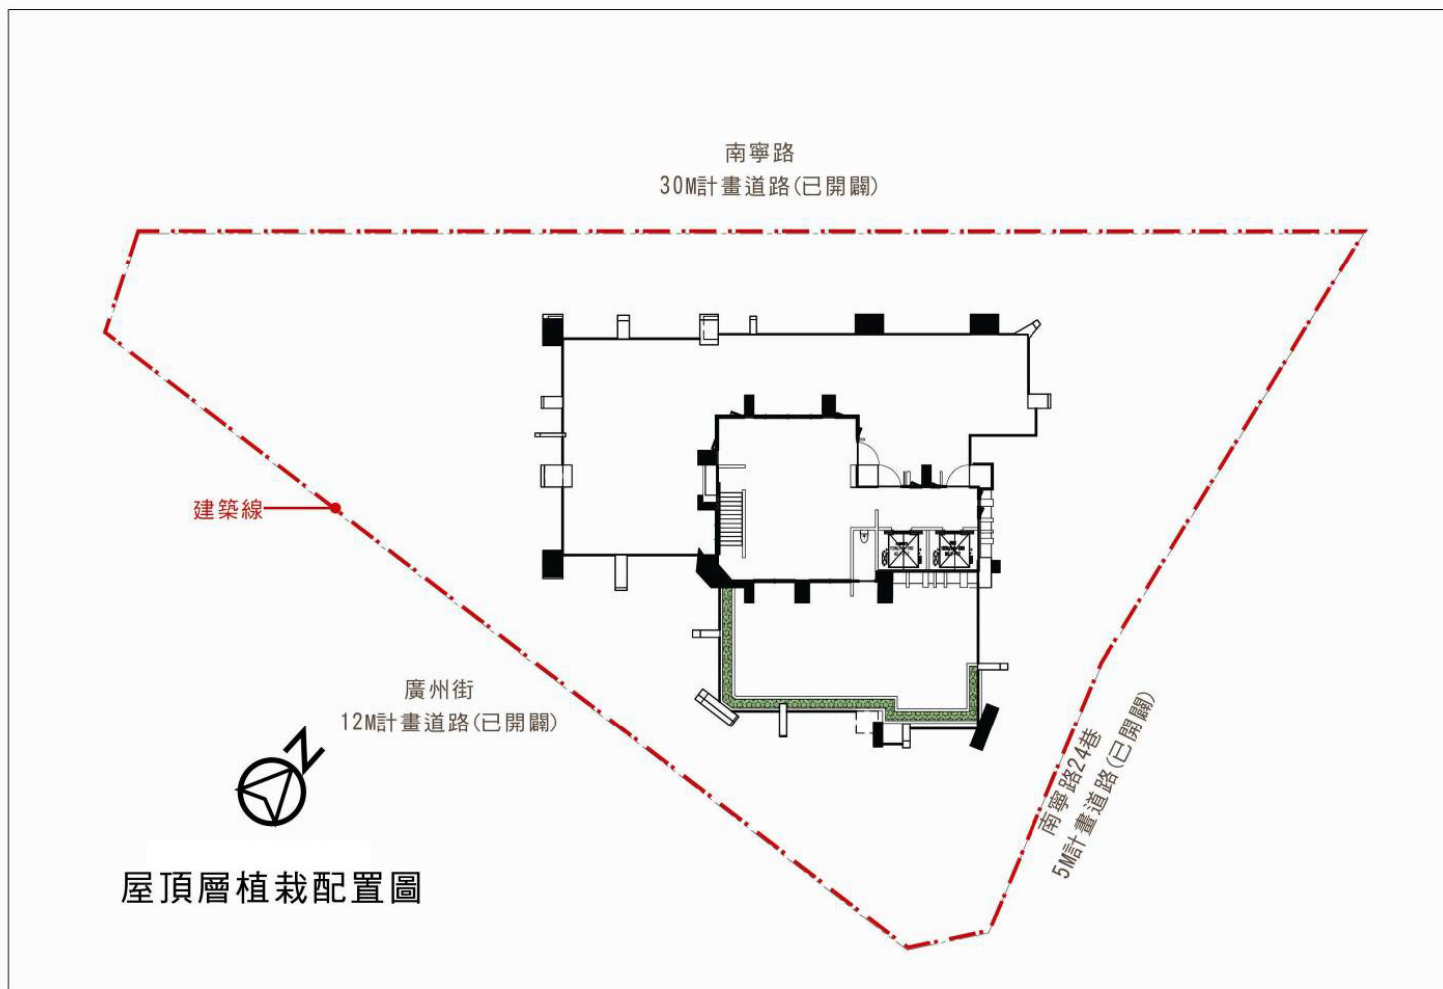 南寧路
30M計畫道路(已開闢)
建築線
廣州街
12M計畫道路(已開闢)
南寧路24巷
5M計畫道路(已開闢)
N
屋頂層植栽配置圖